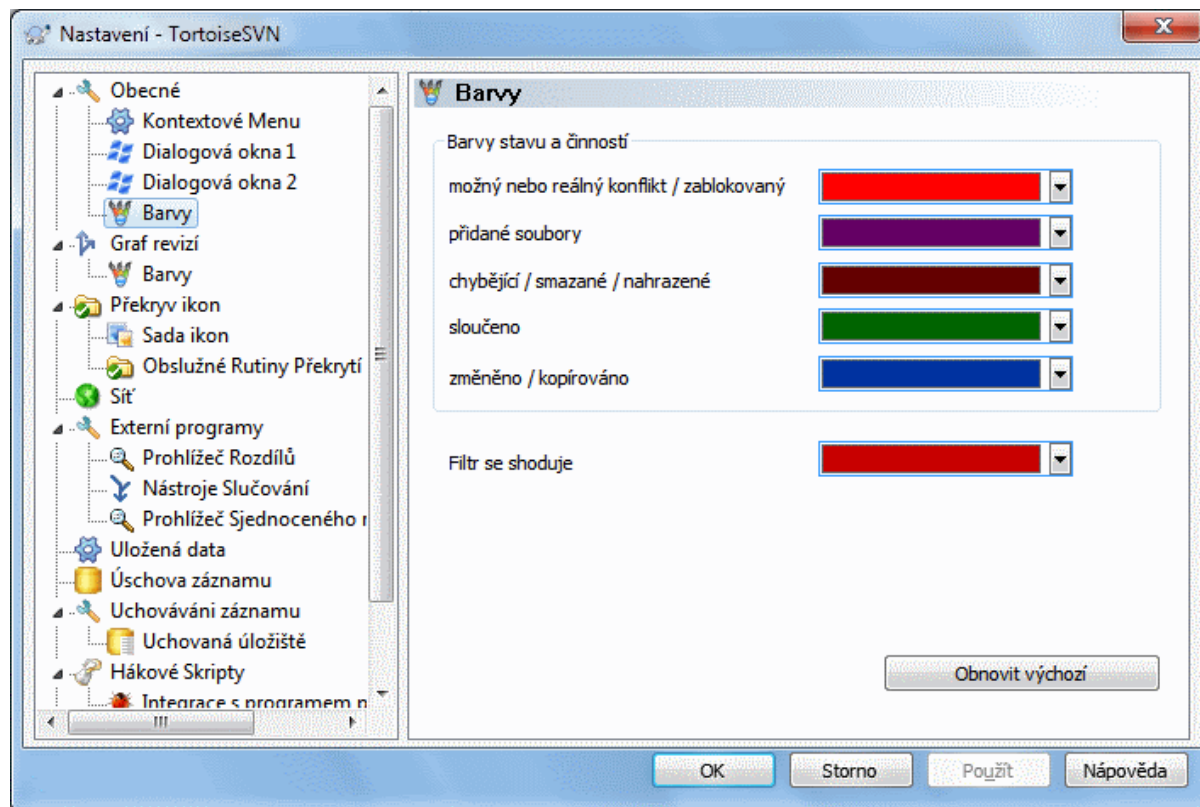 Nastavení - TortoiseSVN
Obecné
Kontextové Menu
Dialogová okna 1
Dialogová okna 2
Barvy
Graf revizí
Barvy
Překryv ikon
Sada ikon
Obslužné Rutiny Překrytí
Síť
Externí programy
Prohlížeč Rozdílů
Nástroje Slučování
Prohlížeč Sjednoceného
Uložená data
Úschova záznamu
Uchováváni záznamu
Uchovaná úložiště
Hákové Skripty
Integrace s programem
Barvy
Barvy stavu a činností
možný nebo reálný konflikt / zablokovaný
přidané soubory
chybějící / smazané / nahrazené
sloučeno
změněno / kopírováno
Filtr se shoduje
Obnovit výchozí
OK
Storno
Použít
Nápověda